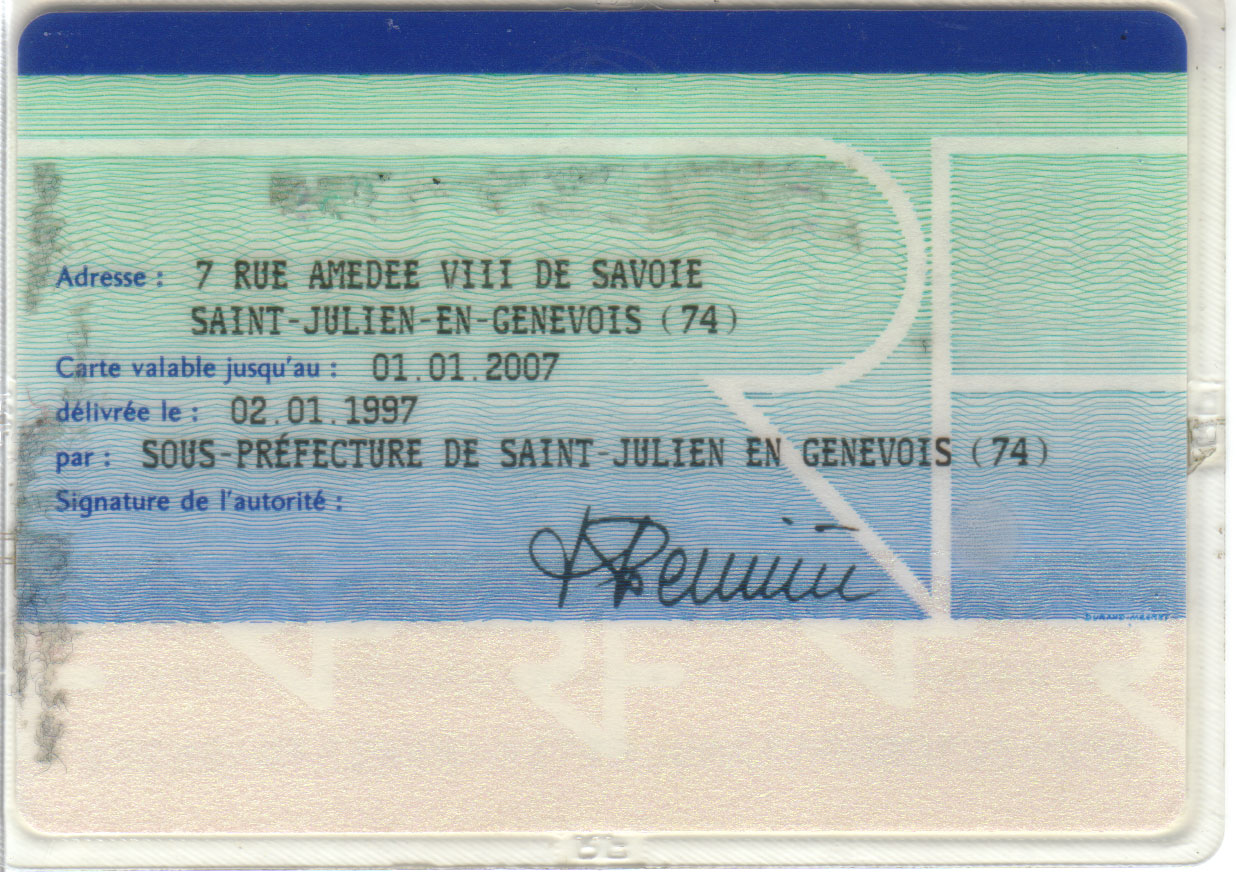 Adresse : 7 RUE AMEDEE VIII DE SAVOIE
SAINT-JULIEN-EN-GENEVOIS (74)
Carte valable jusqu'au : 01.01.2007
délivrée le : 02.01.1997
par : SOUS-PRÉFECTURE DE SAINT-JULIEN EN GENEVOIS (74)
Signature de l'autorité :
RF